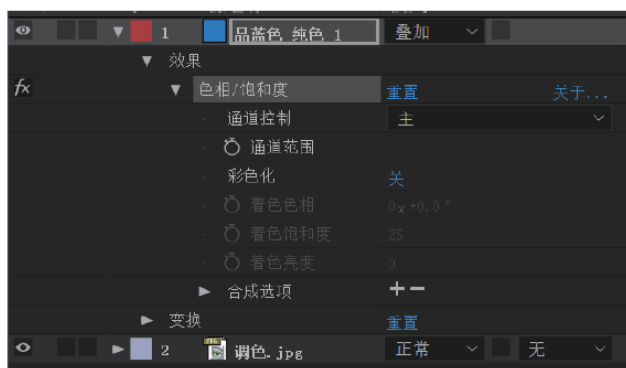 1 品蓝色 纯色 1 叠加
效果
fx 色相/饱和度 重置 关于...
通道控制 主
通道范围
彩色化 关
着色色相 0x+0.0°
着色饱和度 25
着色亮度 0
合成选项 +-
变换 重置
2 调色.jpg 正常 无